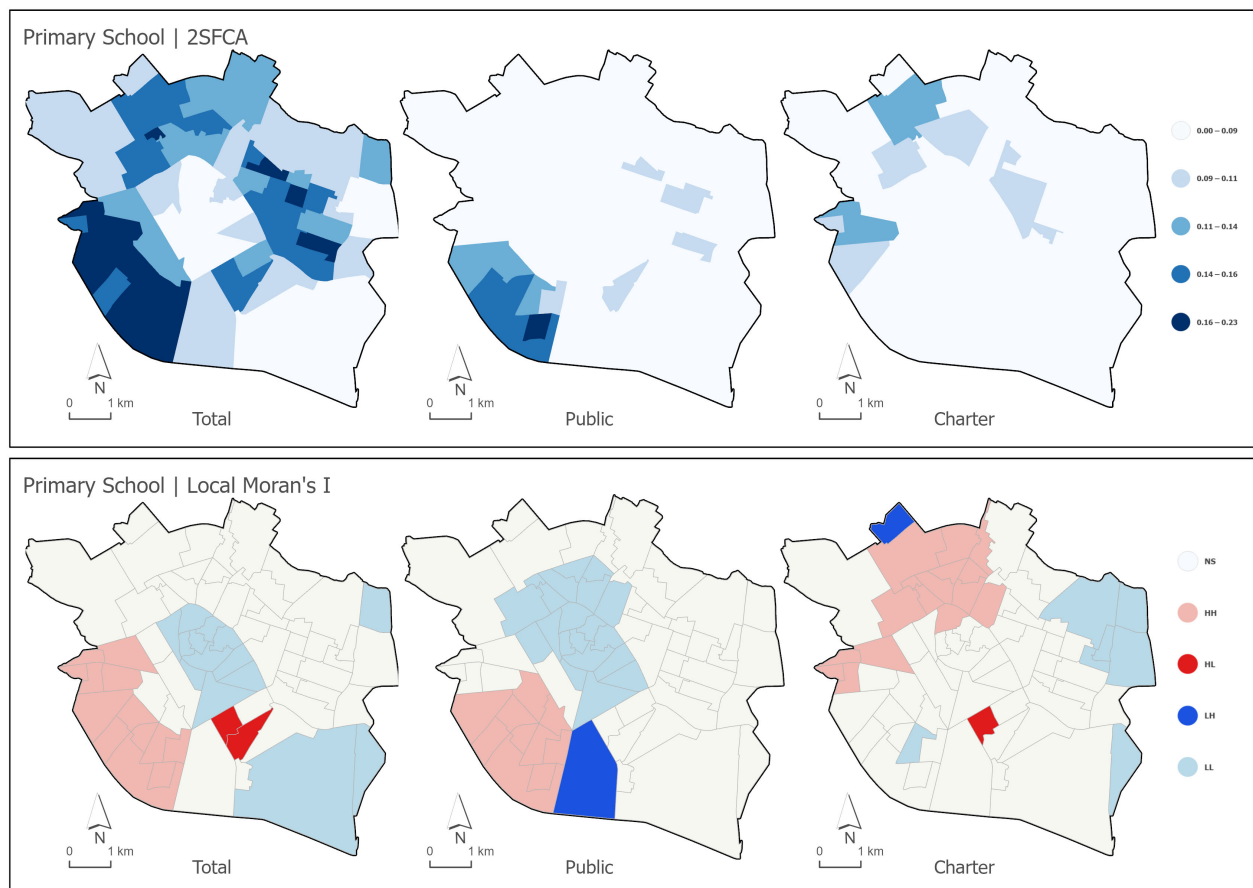 Primary School | 2SFCA
0.00 – 0.09
0.09 – 0.11
0.11 – 0.14
0.14 – 0.16
0.16 – 0.23
N N N
0 1 km 0 1 km 0 1 km
Total Public Charter
Primary School | Local Moran's I
NS
HH
HL
LH
LL
N N N
0 1 km 0 1 km 0 1 km
Total Public Charter